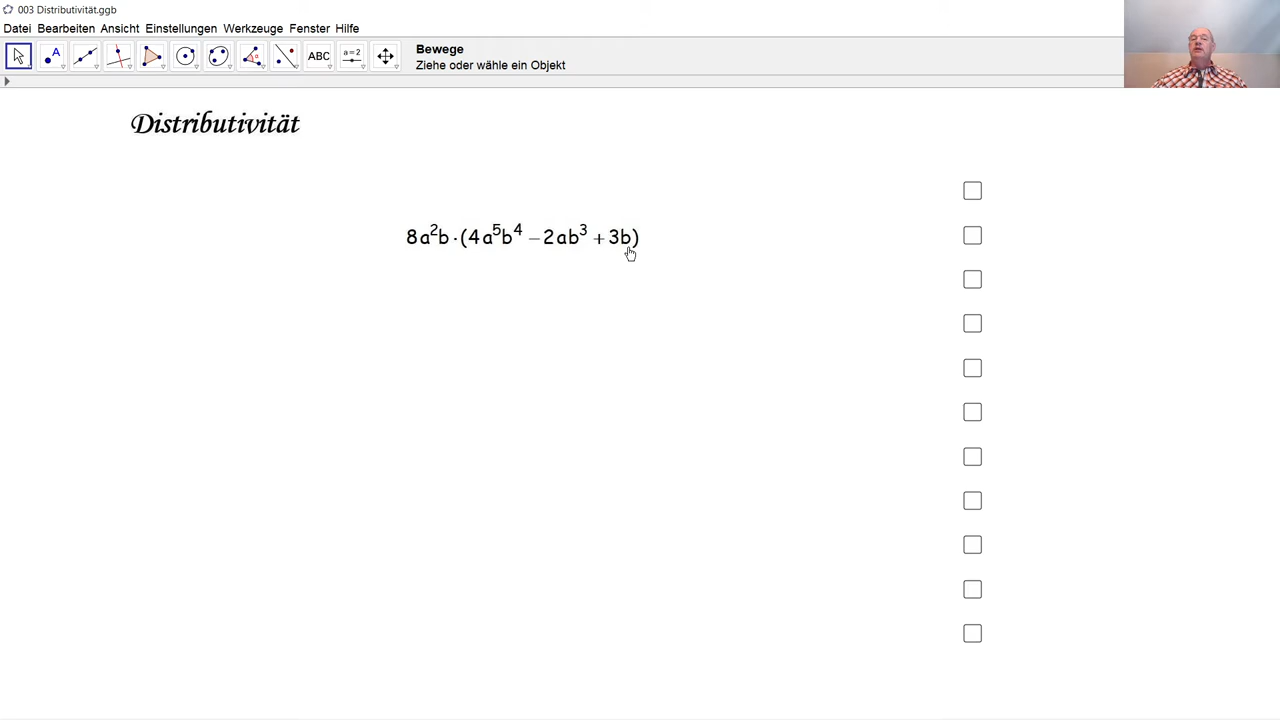 003 Distributivität.ggb
Datei Bearbeiten Ansicht Einstellungen Werkzeuge Fenster Hilfe
A
α
ABC
a=2
Bewege
Ziehe oder wähle ein Objekt
Distributivität
8a²b·(4a⁵b⁴−2ab³+3b)